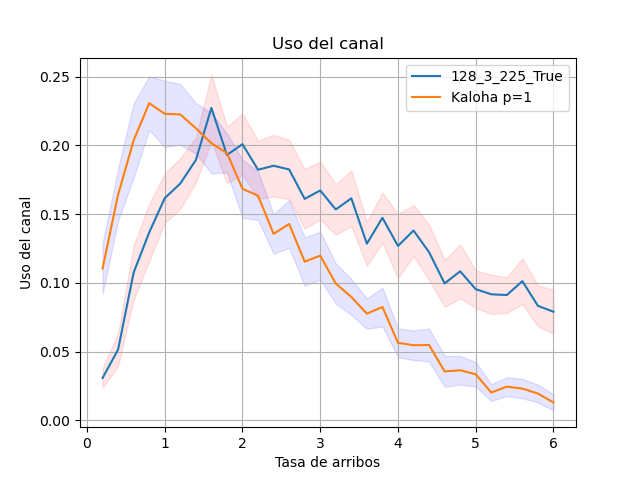 Uso del canal
128_3_225_True
Kaloha p=1
Uso del canal
0.25
0.20
0.15
0.10
0.05
0.00
0 1 2 3 4 5 6
Tasa de arribos